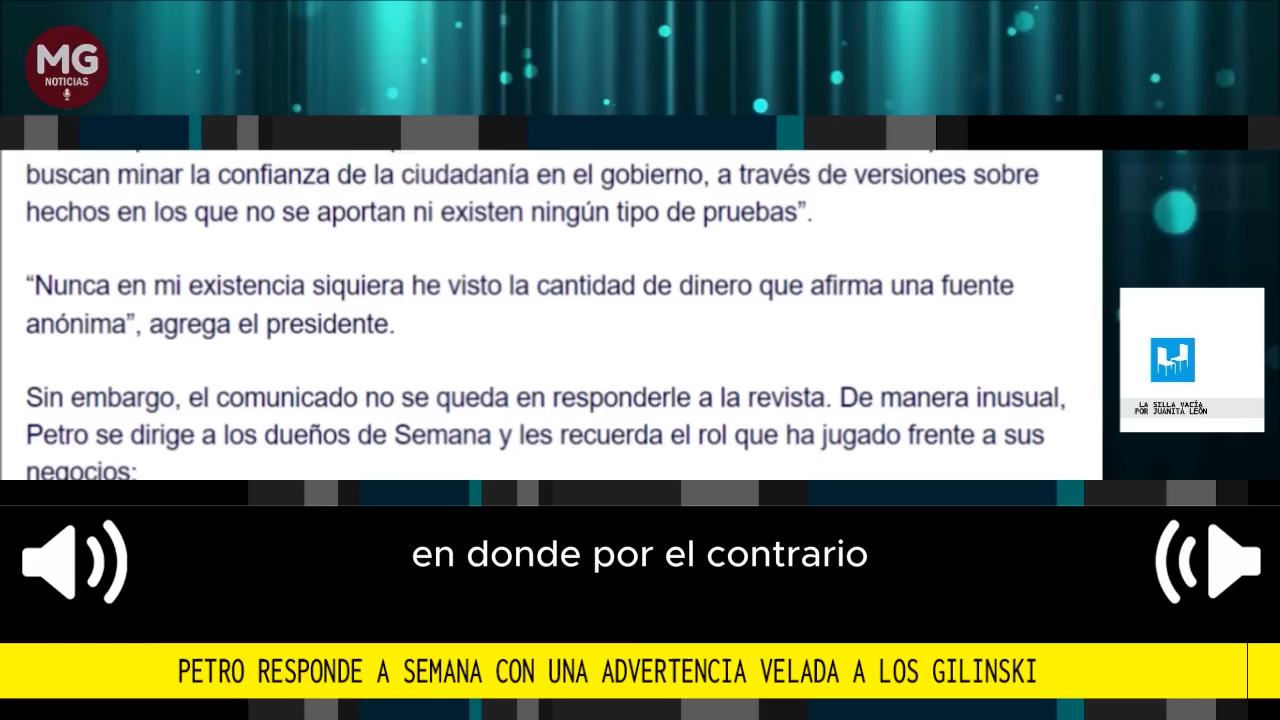 MG
NOTICIAS
buscan minar la confianza de la ciudadanía en el gobierno, a través de versiones sobre
hechos en los que no se aportan ni existen ningún tipo de pruebas”.
“Nunca en mi existencia siquiera he visto la cantidad de dinero que afirma una fuente
anónima”, agrega el presidente.
Sin embargo, el comunicado no se queda en responderle a la revista. De manera inusual,
Petro se dirige a los dueños de Semana y les recuerda el rol que ha jugado frente a sus
negocios:
LA SILLA VACÍA
POR JUANITA LEÓN
en donde por el contrario
PETRO RESPONDE A SEMANA CON UNA ADVERTENCIA VELADA A LOS GILINSKI